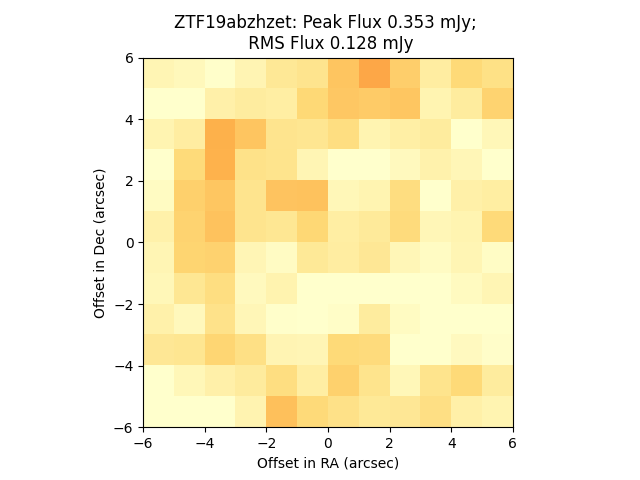 ZTF19abzhzet: Peak Flux 0.353 mJy;
RMS Flux 0.128 mJy
6
4
2
0
−2
−4
−6
Offset in Dec (arcsec)
−6 −4 −2 0 2 4 6
Offset in RA (arcsec)